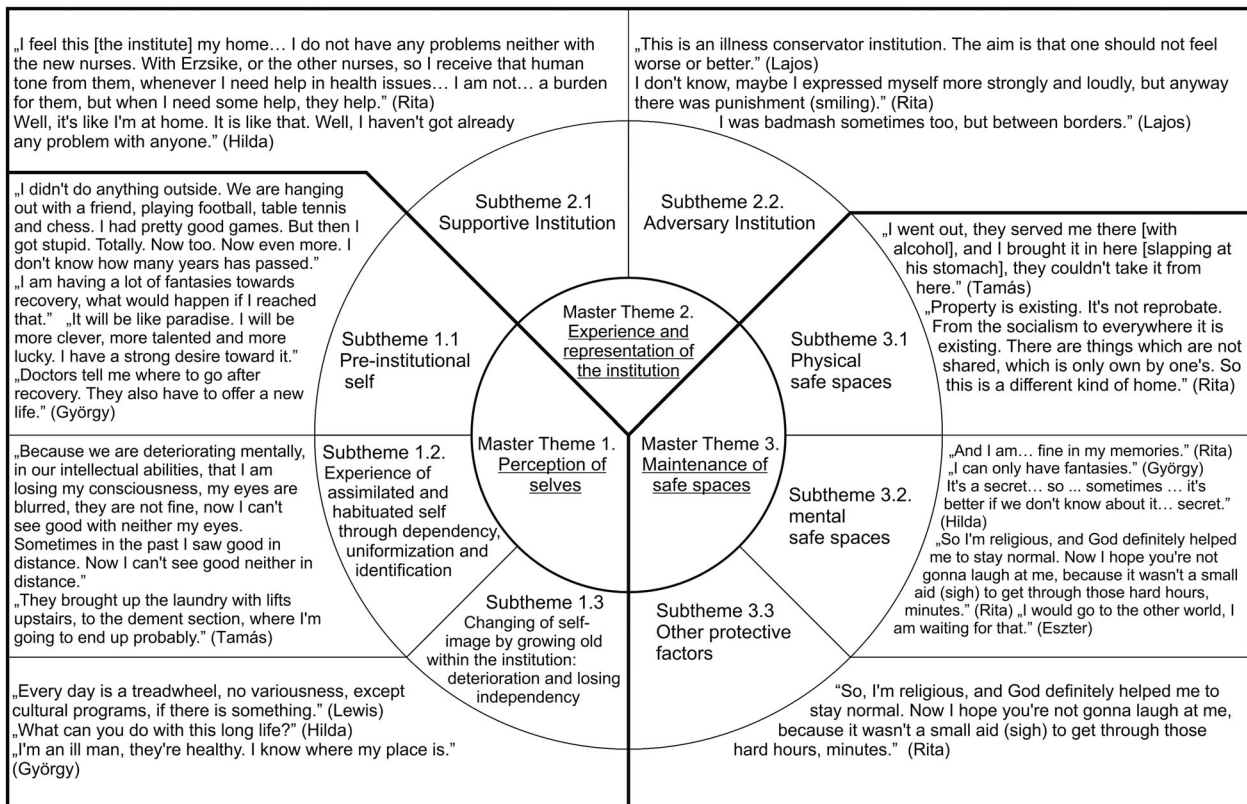 „I feel this [the institute] my home… I do not have any problems neither with
the new nurses. With Erzsike, or the other nurses, so I receive that human
tone from them, whenever I need help in health issues… I am not… a burden
for them, but when I need some help, they help.” (Rita)
Well, it's like I'm at home. It is like that. Well, I haven't got already
any problem with anyone.” (Hilda)
„This is an illness conservator institution. The aim is that one should not feel
worse or better.” (Lajos)
I don't know, maybe I expressed myself more strongly and loudly, but anyway
there was punishment (smiling).” (Rita)
I was badmash sometimes too, but between borders.” (Lajos)
Subtheme 2.1
Supportive Institution
Subtheme 2.2.
Adversary Institution
„I didn't do anything outside. We are hanging
out with a friend, playing football, table tennis
and chess. I had pretty good games. But then I
got stupid. Totally. Now too. Now even more. I
don't know how many years has passed.”
„I am having a lot of fantasies towards
recovery, what would happen if I reached
that.” „It will be like paradise. I will be
more clever, more talented and more
lucky. I have a strong desire toward it.”
„Doctors tell me where to go after
recovery. They also have to offer a new
life.” (György)
Subtheme 1.1
Pre-institutional
self
Master Theme 2.
Experience and
representation of
the institution
Subtheme 3.1
Physical
safe spaces
„I went out, they served me there [with
alcohol], and I brought it in here [slapping at
his stomach], they couldn't take it from
here.” (Tamás)
„Property is existing. It's not reprobate.
From the socialism to everywhere it is
existing. There are things which are not
shared, which is only own by one's. So
this is a different kind of home.” (Rita)
„Because we are deteriorating mentally,
in our intellectual abilities, that I am
losing my consciousness, my eyes are
blurred, they are not fine, now I can't
see good with neither my eyes.
Sometimes in the past I saw good in
distance. Now I can't see good neither in
distance.”
„They brought up the laundry with lifts
upstairs, to the dement section, where I'm
going to end up probably.” (Tamás)
Subtheme 1.2.
Experience of
assimilated and
habituated self
through dependency,
uniformization and
identification
Master Theme 1.
Perception of
selves
Master Theme 3.
Maintenance of
safe spaces
Subtheme 3.2.
mental
safe spaces
„And I am… fine in my memories.” (Rita)
„I can only have fantasies.” (György)
It's a secret… so ... sometimes … it's
better if we don't know about it… secret.”
(Hilda)
„So I'm religious, and God definitely helped
me to stay normal. Now I hope you're not
gonna laugh at me, because it wasn't a small
aid (sigh) to get through those hard hours,
minutes.” (Rita) „I would go to the other world, I
am waiting for that.” (Eszter)
Subtheme 1.3
Changing of self-
image by growing old
within the institution:
deterioration and losing
independency
Subtheme 3.3
Other protective
factors
„Every day is a treadwheel, no variousness, except
cultural programs, if there is something.” (Lewis)
„What can you do with this long life?” (Hilda)
„I'm an ill man, they're healthy. I know where my place is.”
(György)
“So, I'm religious, and God definitely helped me to
stay normal. Now I hope you're not gonna laugh at me,
because it wasn't a small aid (sigh) to get through those
hard hours, minutes.” (Rita)